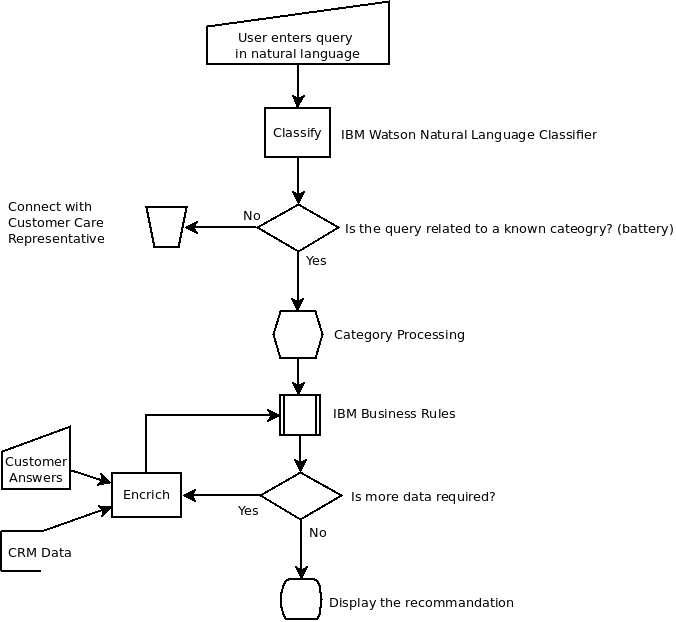 User enters query
in natural language
Classify
IBM Watson Natural Language Classifier
Connect with
Customer Care
Representative
No
Is the query related to a known cateogry? (battery)
Yes
Category Processing
IBM Business Rules
Customer
Answers
Encrich
Yes
Is more data required?
No
CRM Data
Display the recommandation